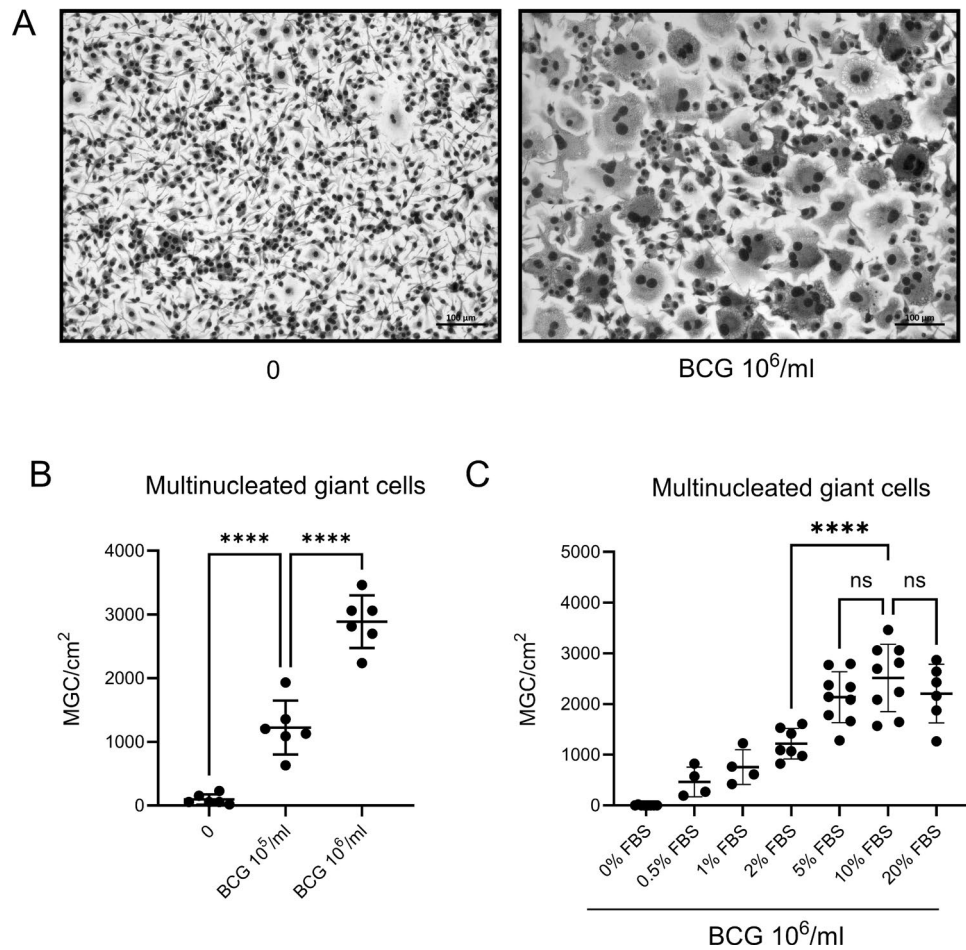 A
100 µm
100 µm
0
BCG 10⁶/ml
B
Multinucleated giant cells
**** ****
4000
3000
2000
1000
0
MGC/cm²
0
BCG 10⁵/ml
BCG 10⁶/ml
C
Multinucleated giant cells
****
ns
ns
5000
4000
3000
2000
1000
0
MGC/cm²
0% FBS
0.5% FBS
1% FBS
2% FBS
5% FBS
10% FBS
20% FBS
BCG 10⁶/ml